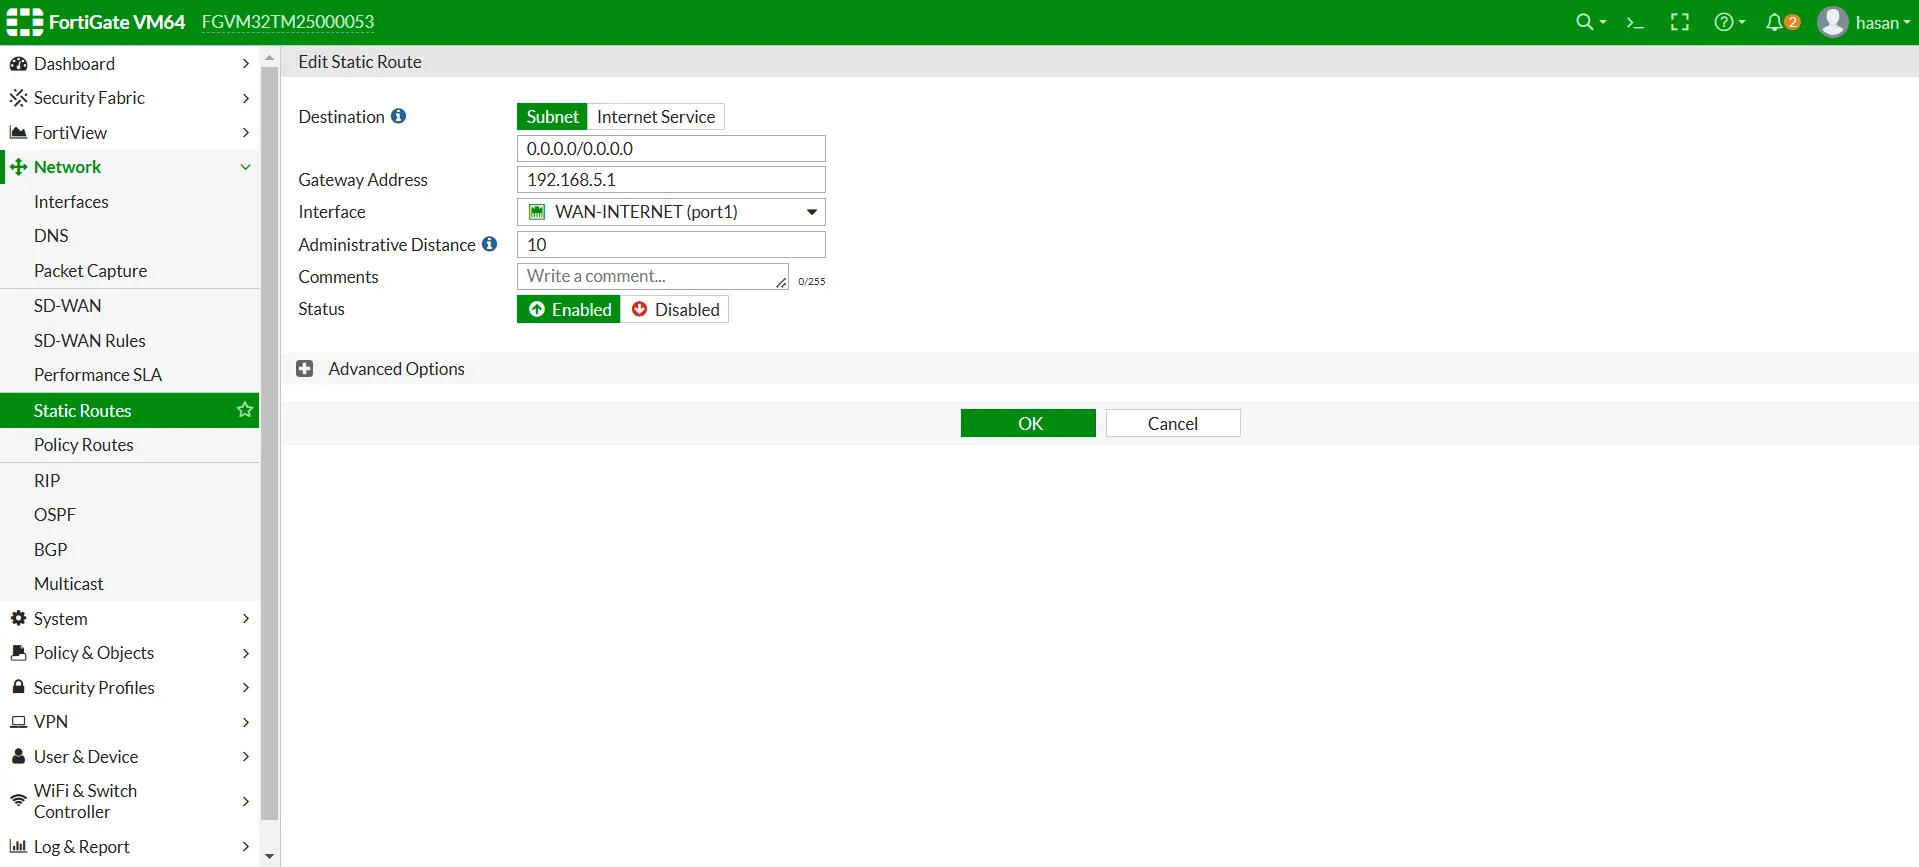 FortiGate VM64 FGVM32TM25000053
2 hasan
Dashboard
Security Fabric
FortiView
Network
Interfaces
DNS
Packet Capture
SD-WAN
SD-WAN Rules
Performance SLA
Static Routes
Policy Routes
RIP
OSPF
BGP
Multicast
System
Policy & Objects
Security Profiles
VPN
User & Device
WiFi & Switch
Controller
Log & Report
Edit Static Route
Destination Subnet Internet Service
0.0.0.0/0.0.0.0
Gateway Address 192.168.5.1
Interface WAN-INTERNET (port1)
Administrative Distance 10
Comments Write a comment... 0/255
Status Enabled Disabled
Advanced Options
OK Cancel